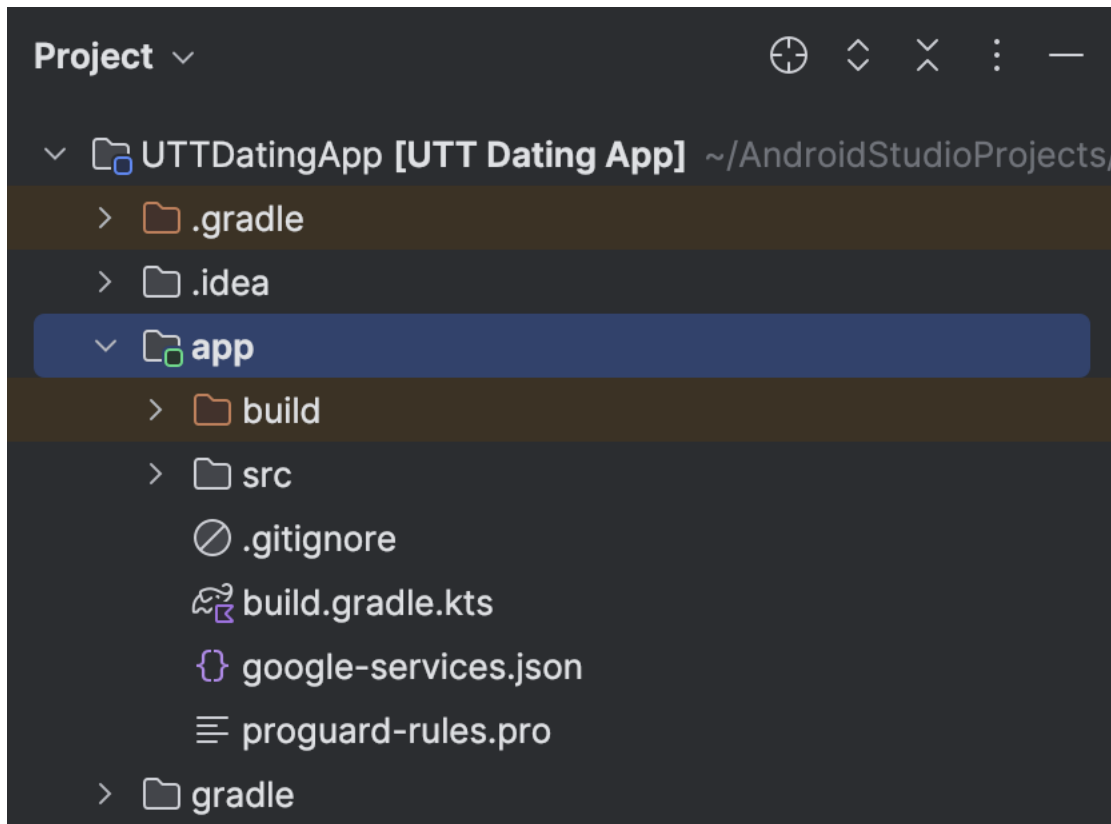 Project
UTTDatingApp [UTT Dating App] ~/AndroidStudioProjects/
.gradle
.idea
app
build
src
.gitignore
build.gradle.kts
google-services.json
proguard-rules.pro
gradle